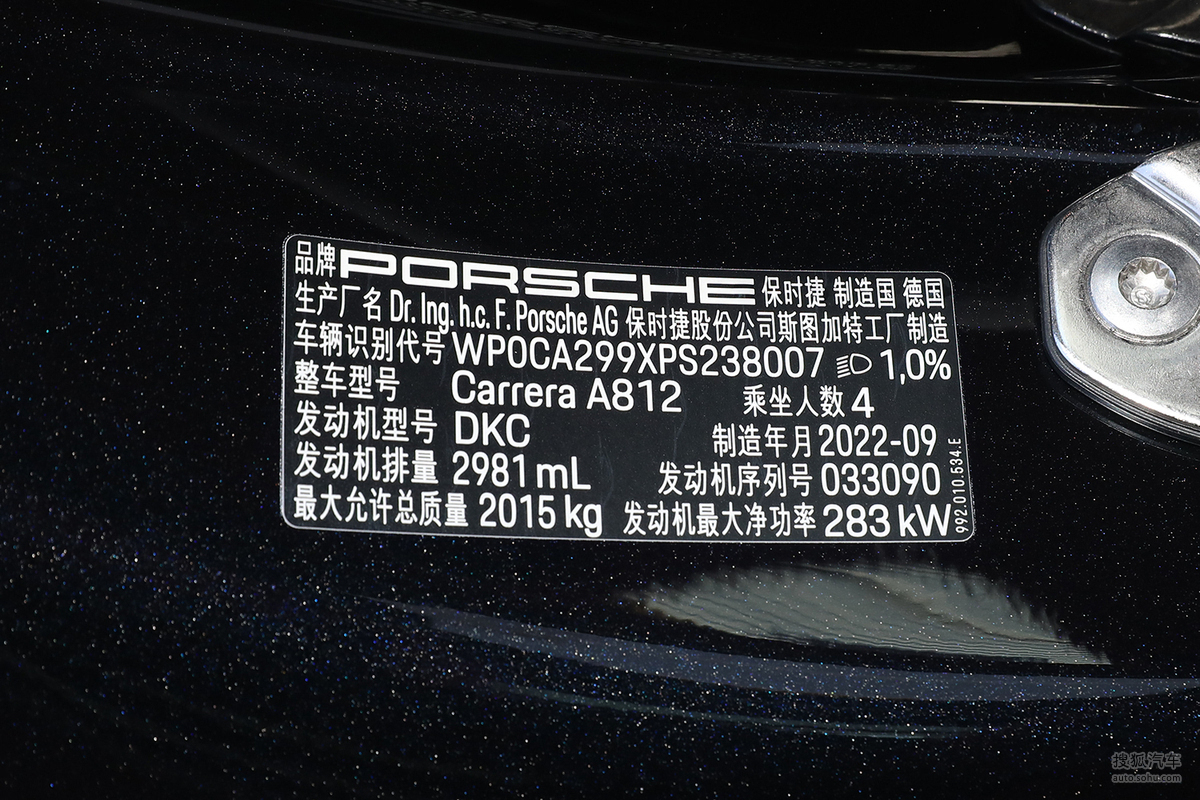 品牌 PORSCHE 保时捷 制造国 德国
生产厂名 Dr. Ing. h.c. F. Porsche AG 保时捷股份公司斯图加特工厂制造
车辆识别代号 WP0CA299XPS238007 1,0%
整车型号 Carrera A812 乘坐人数 4
发动机型号 DKC 制造年月 2022-09
发动机排量 2981 mL 发动机序列号 033090
最大允许总质量 2015 kg 发动机最大净功率 283 kW
992.010.534.E
搜狐汽车
auto.sohu.com